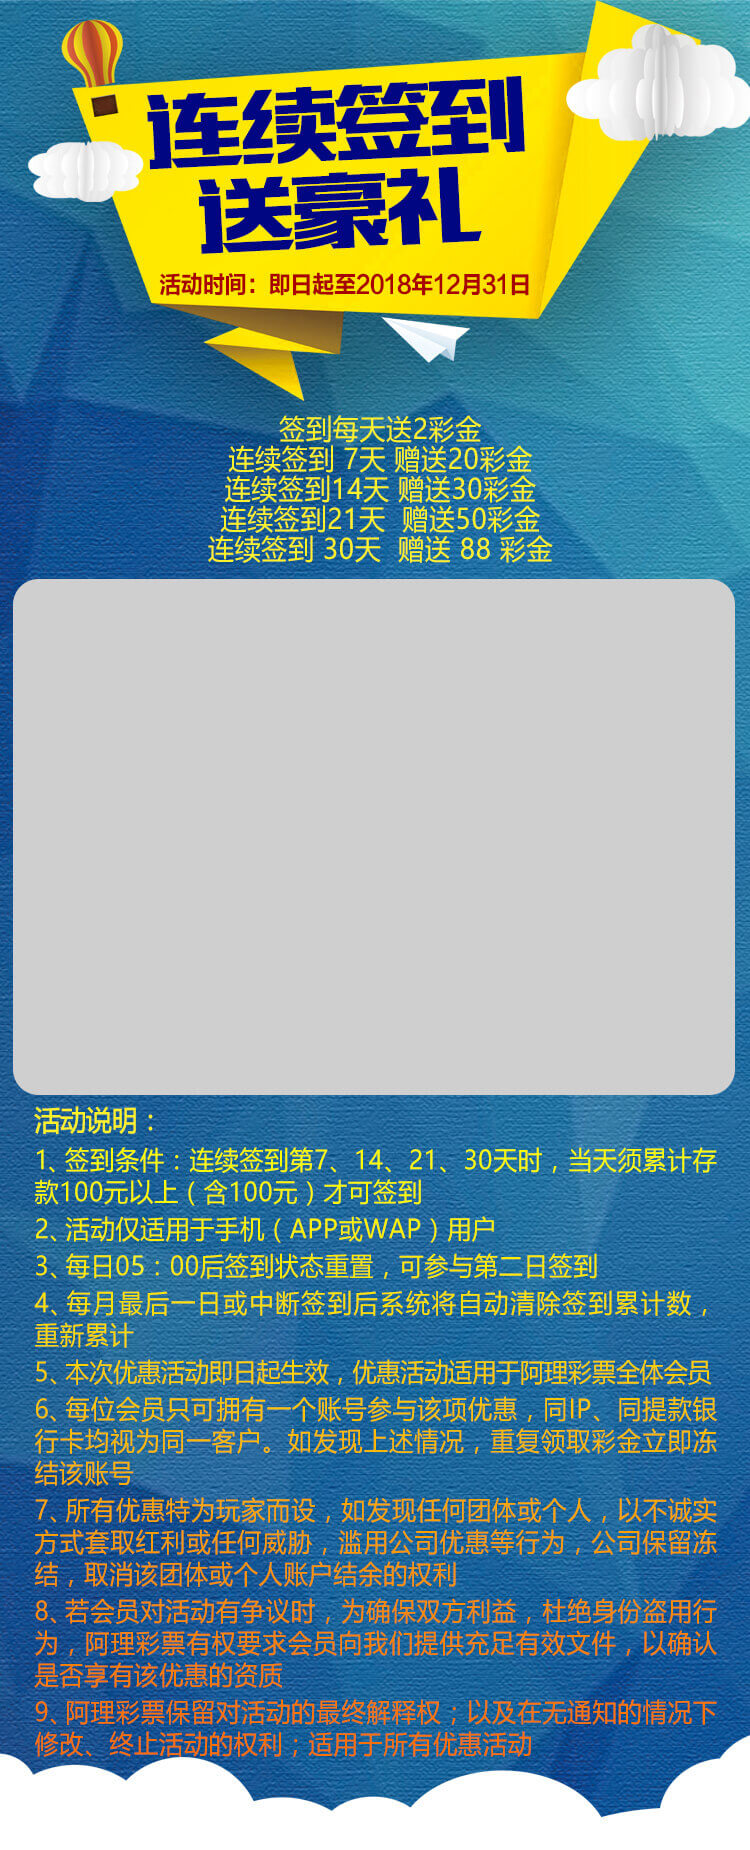 连续签到
送豪礼
活动时间：即日起至2018年12月31日
签到每天送2彩金
连续签到 7天 赠送20彩金
连续签到14天 赠送30彩金
连续签到21天 赠送50彩金
连续签到 30天 赠送 88 彩金
活动说明：
1、签到条件：连续签到第7、14、21、30天时，当天须累计存
款100元以上（含100元）才可签到
2、活动仅适用于手机（APP或WAP）用户
3、每日05：00后签到状态重置，可参与第二日签到
4、每月最后一日或中断签到后系统将自动清除签到累计数，
重新累计
5、本次优惠活动即日起生效，优惠活动适用于阿理彩票全体会员
6、每位会员只可拥有一个账号参与该项优惠，同IP、同提款银
行卡均视为同一客户。如发现上述情况，重复领取彩金立即冻
结该账号
7、所有优惠特为玩家而设，如发现任何团体或个人，以不诚实
方式套取红利或任何威胁，滥用公司优惠等行为，公司保留冻
结，取消该团体或个人账户结余的权利
8、若会员对活动有争议时，为确保双方利益，杜绝身份盗用行
为，阿理彩票有权要求会员向我们提供充足有效文件，以确认
是否享有该优惠的资质
9、阿理彩票保留对活动的最终解释权；以及在无通知的情况下
修改、终止活动的权利；适用于所有优惠活动